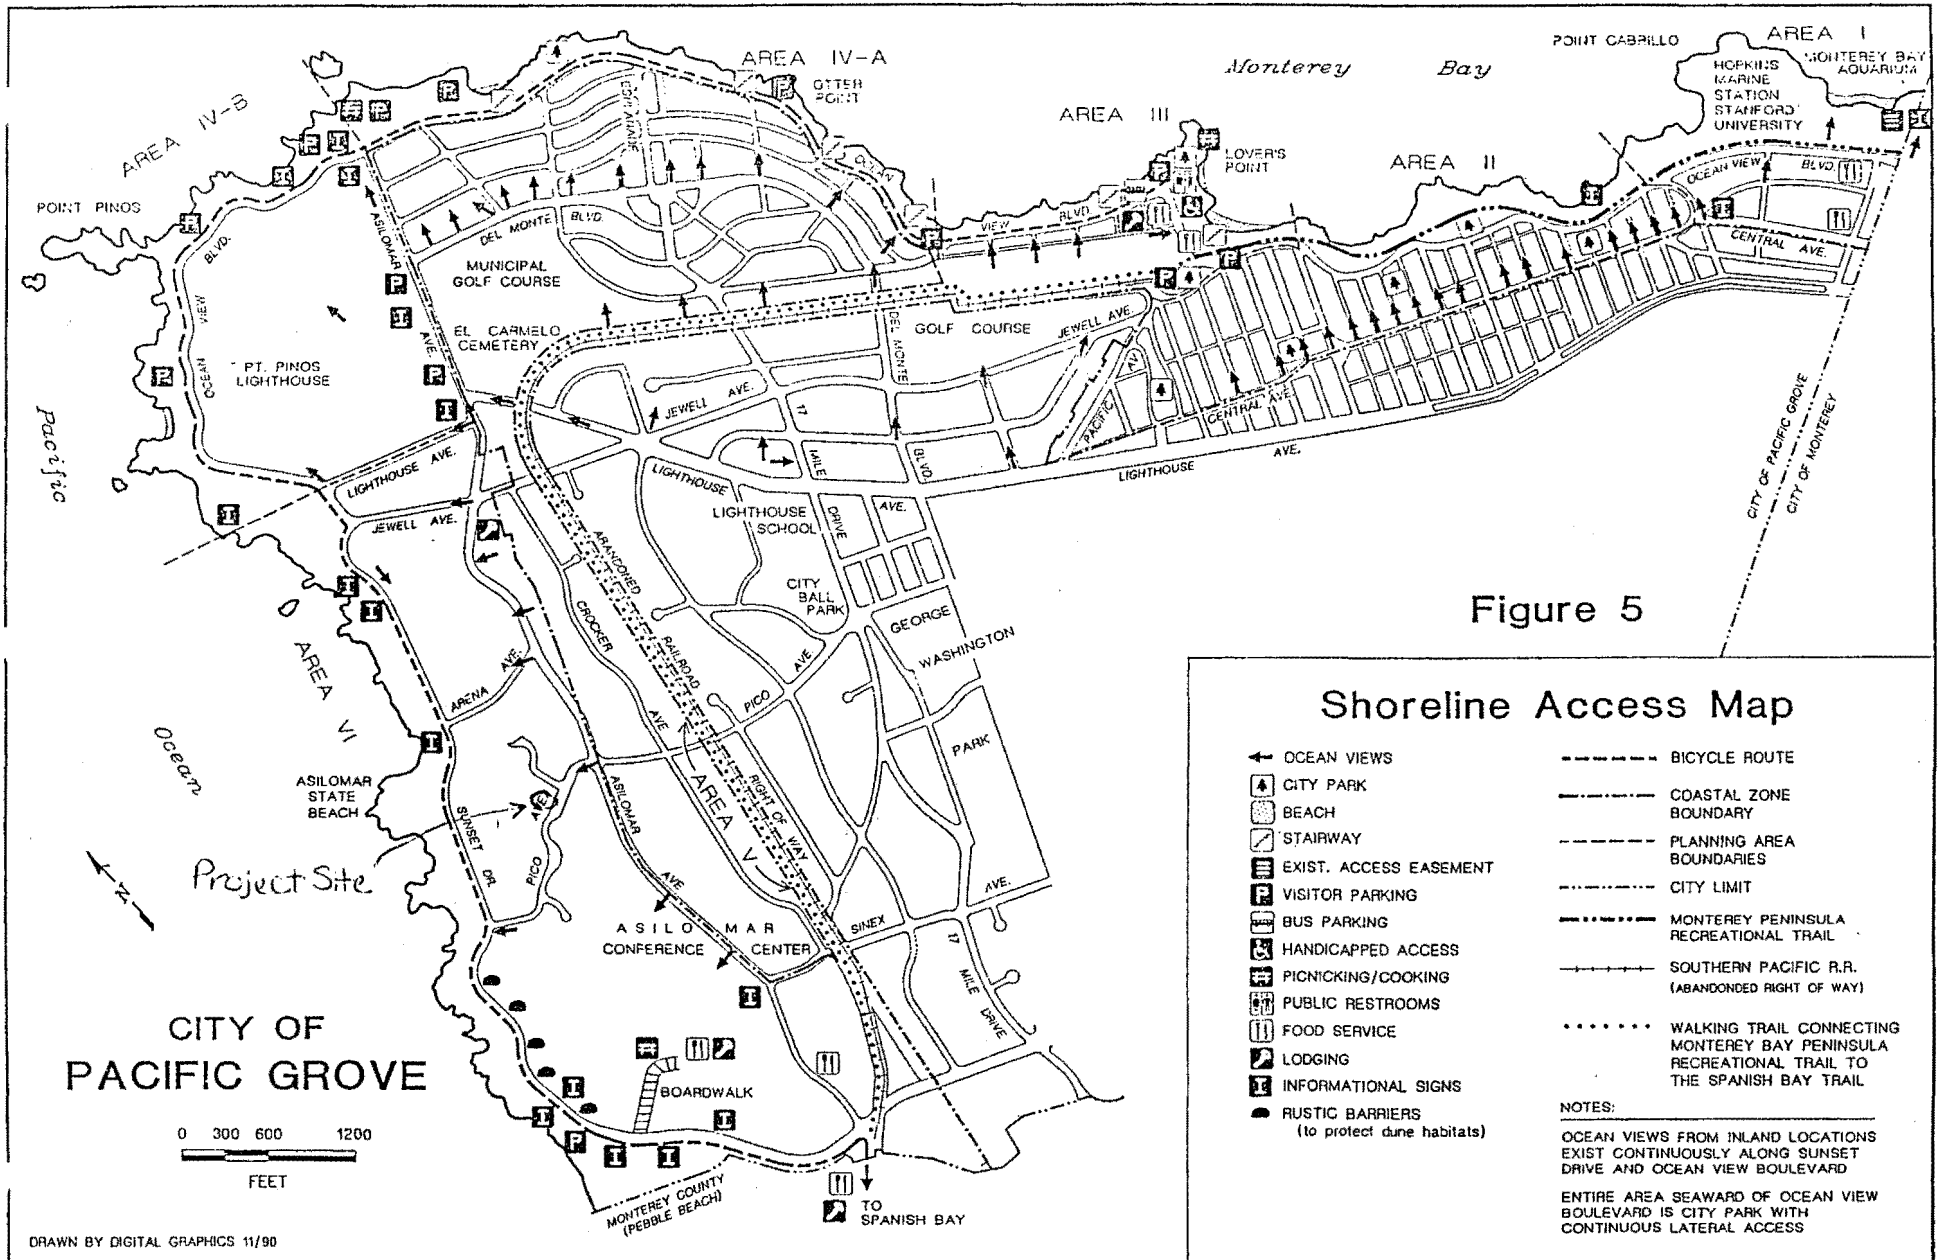 AREA I
POINT CABRILLO
MONTEREY BAY
AQUARIUM
HOPKINS
MARINE
STATION
STANFORD
UNIVERSITY
Monterey Bay
AREA IV-A
OTTER
POINT
AREA III
LOVER'S
POINT
AREA II
AREA IV-B
POINT PINOS
OCEAN VIEW BLVD.
CENTRAL AVE.
OCEAN
VIEW BLVD.
ESPLANADE
DEL MONTE BLVD.
ASILOMAR
AVE.
MUNICIPAL
GOLF COURSE
EL CARMELO
CEMETERY
GOLF COURSE
JEWELL AVE.
DEL MONTE
BLVD.
OCEAN VIEW BLVD.
PT. PINOS
LIGHTHOUSE
JEWELL AVE.
17
MILE
DRIVE
PACIFIC AV.
CENTRAL AVE.
LIGHTHOUSE AVE.
CITY OF PACIFIC GROVE
CITY OF MONTEREY
Pacific
Ocean
LIGHTHOUSE AVE.
JEWELL AVE.
LIGHTHOUSE
AVE.
LIGHTHOUSE
SCHOOL
CITY
BALL
PARK
GEORGE
WASHINGTON
PARK
ABANDONED
RAILROAD
RIGHT OF WAY
CROCKER
AVE
PICO
AVE.
ARENA AVE.
AREA VI
AREA V
ASILOMAR
STATE
BEACH
SUNSET DR.
PICO
AVE
ASILOMAR
AVE
Project Site
N
ASILOMAR
CONFERENCE CENTER
SINEX
AVE.
17
MILE
DRIVE
BOARDWALK
MONTEREY COUNTY
(PEBBLE BEACH)
TO
SPANISH BAY
CITY OF
PACIFIC GROVE
0 300 600 1200
FEET
DRAWN BY DIGITAL GRAPHICS 11/90
Figure 5
Shoreline Access Map
OCEAN VIEWS
CITY PARK
BEACH
STAIRWAY
EXIST. ACCESS EASEMENT
P VISITOR PARKING
BUS PARKING
HANDICAPPED ACCESS
PICNICKING/COOKING
PUBLIC RESTROOMS
FOOD SERVICE
LODGING
I INFORMATIONAL SIGNS
RUSTIC BARRIERS
(to protect dune habitats)
BICYCLE ROUTE
COASTAL ZONE
BOUNDARY
PLANNING AREA
BOUNDARIES
CITY LIMIT
MONTEREY PENINSULA
RECREATIONAL TRAIL
SOUTHERN PACIFIC R.R.
(ABANDONDED RIGHT OF WAY)
WALKING TRAIL CONNECTING
MONTEREY BAY PENINSULA
RECREATIONAL TRAIL TO
THE SPANISH BAY TRAIL
NOTES:
OCEAN VIEWS FROM INLAND LOCATIONS
EXIST CONTINUOUSLY ALONG SUNSET
DRIVE AND OCEAN VIEW BOULEVARD
ENTIRE AREA SEAWARD OF OCEAN VIEW
BOULEVARD IS CITY PARK WITH
CONTINUOUS LATERAL ACCESS